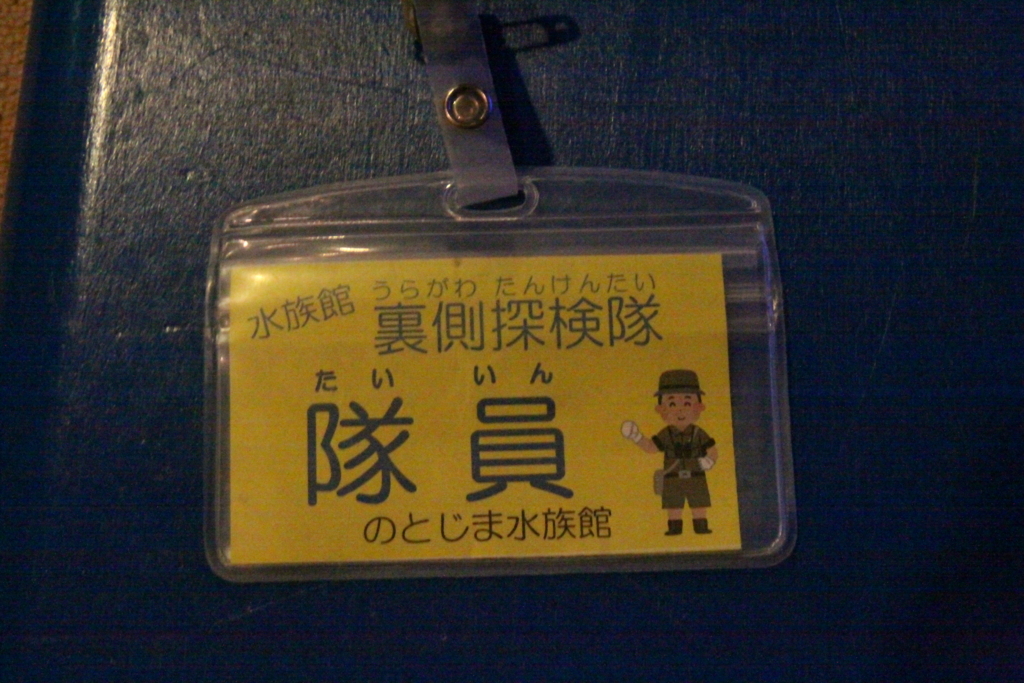 うらがわ たんけんたい
水族館 裏側探検隊
たい いん
隊員
のとじま水族館